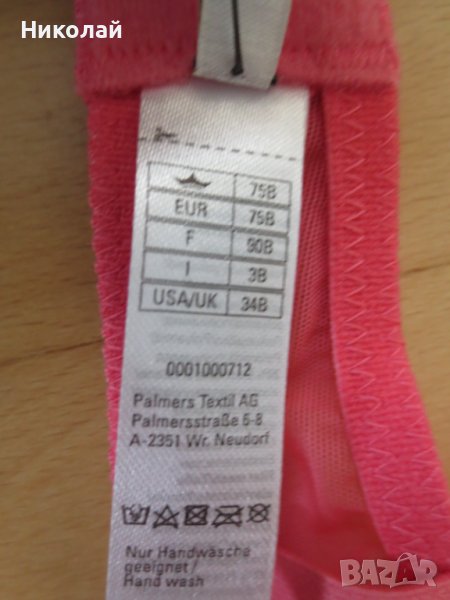 Николай
75B
EUR 75B
F 90B
I 3B
USA/UK 34B
0001000712
Palmers Textil AG
Palmersstraße 6-8
A-2351 Wr. Neudorf
Nur Handwäsche
geeignet /
Hand wash
BAZAR